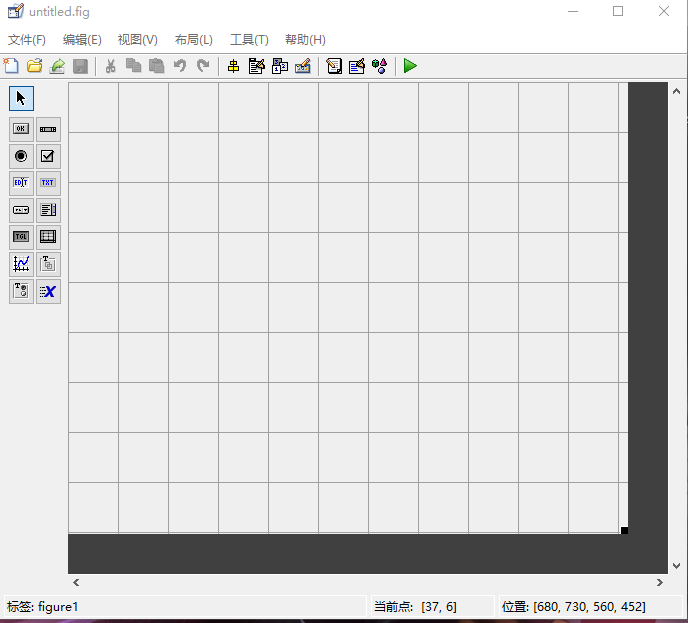 untitled.fig
文件(F) 编辑(E) 视图(V) 布局(L) 工具(T) 帮助(H)
OK
EDIT TXT
TGL
T
T X
标签: figure1 当前点: [37, 6] 位置: [680, 730, 560, 452]